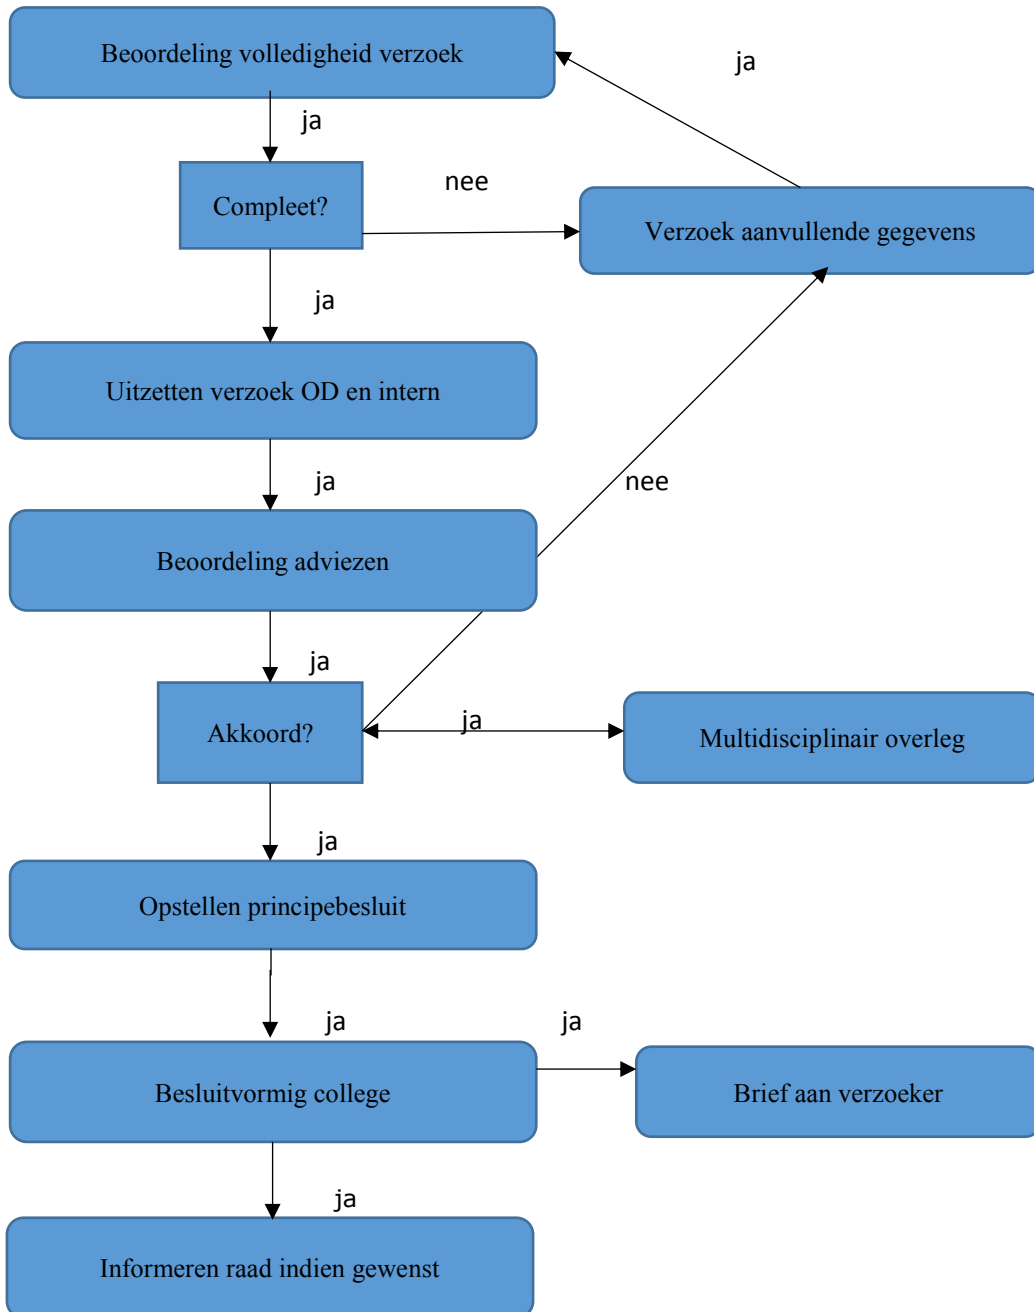 Beoordeling volledigheid verzoek
ja
ja
Compleet?
nee
Verzoek aanvullende gegevens
ja
Uitzetten verzoek OD en intern
ja
nee
Beoordeling adviezen
ja
Akkoord?
ja
Multidisciplinair overleg
ja
Opstellen principebesluit
ja
ja
Besluitvormig college
Brief aan verzoeker
ja
Informeren raad indien gewenst